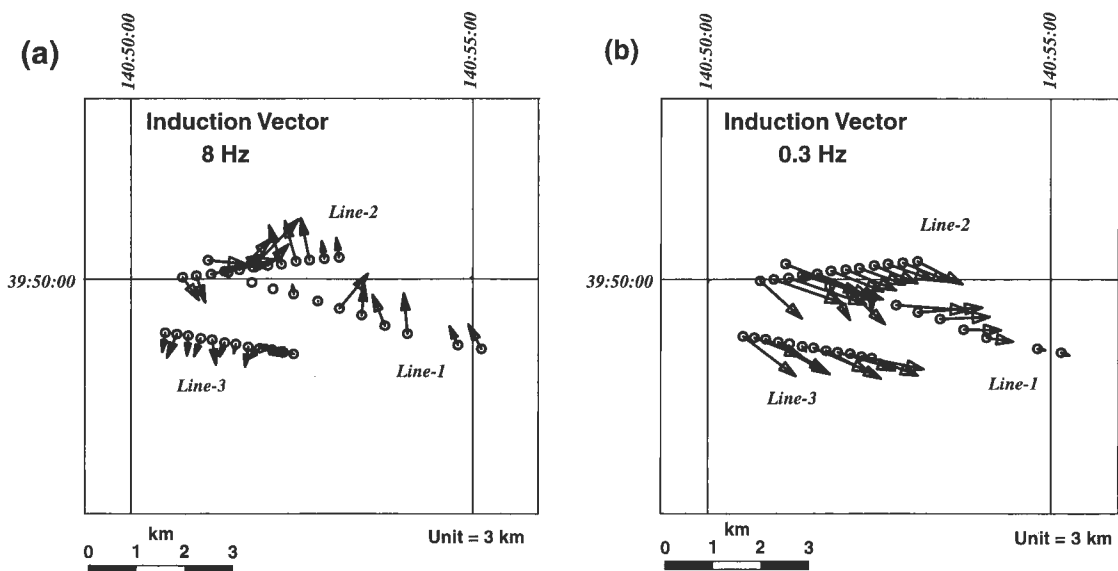 (a)
140:50:00
140:55:00
Induction Vector
8 Hz
Line-2
39:50:00
Line-3
Line-1
km
0 1 2 3
Unit = 3 km
(b)
140:50:00
140:55:00
Induction Vector
0.3 Hz
Line-2
39:50:00
Line-3
Line-1
km
0 1 2 3
Unit = 3 km